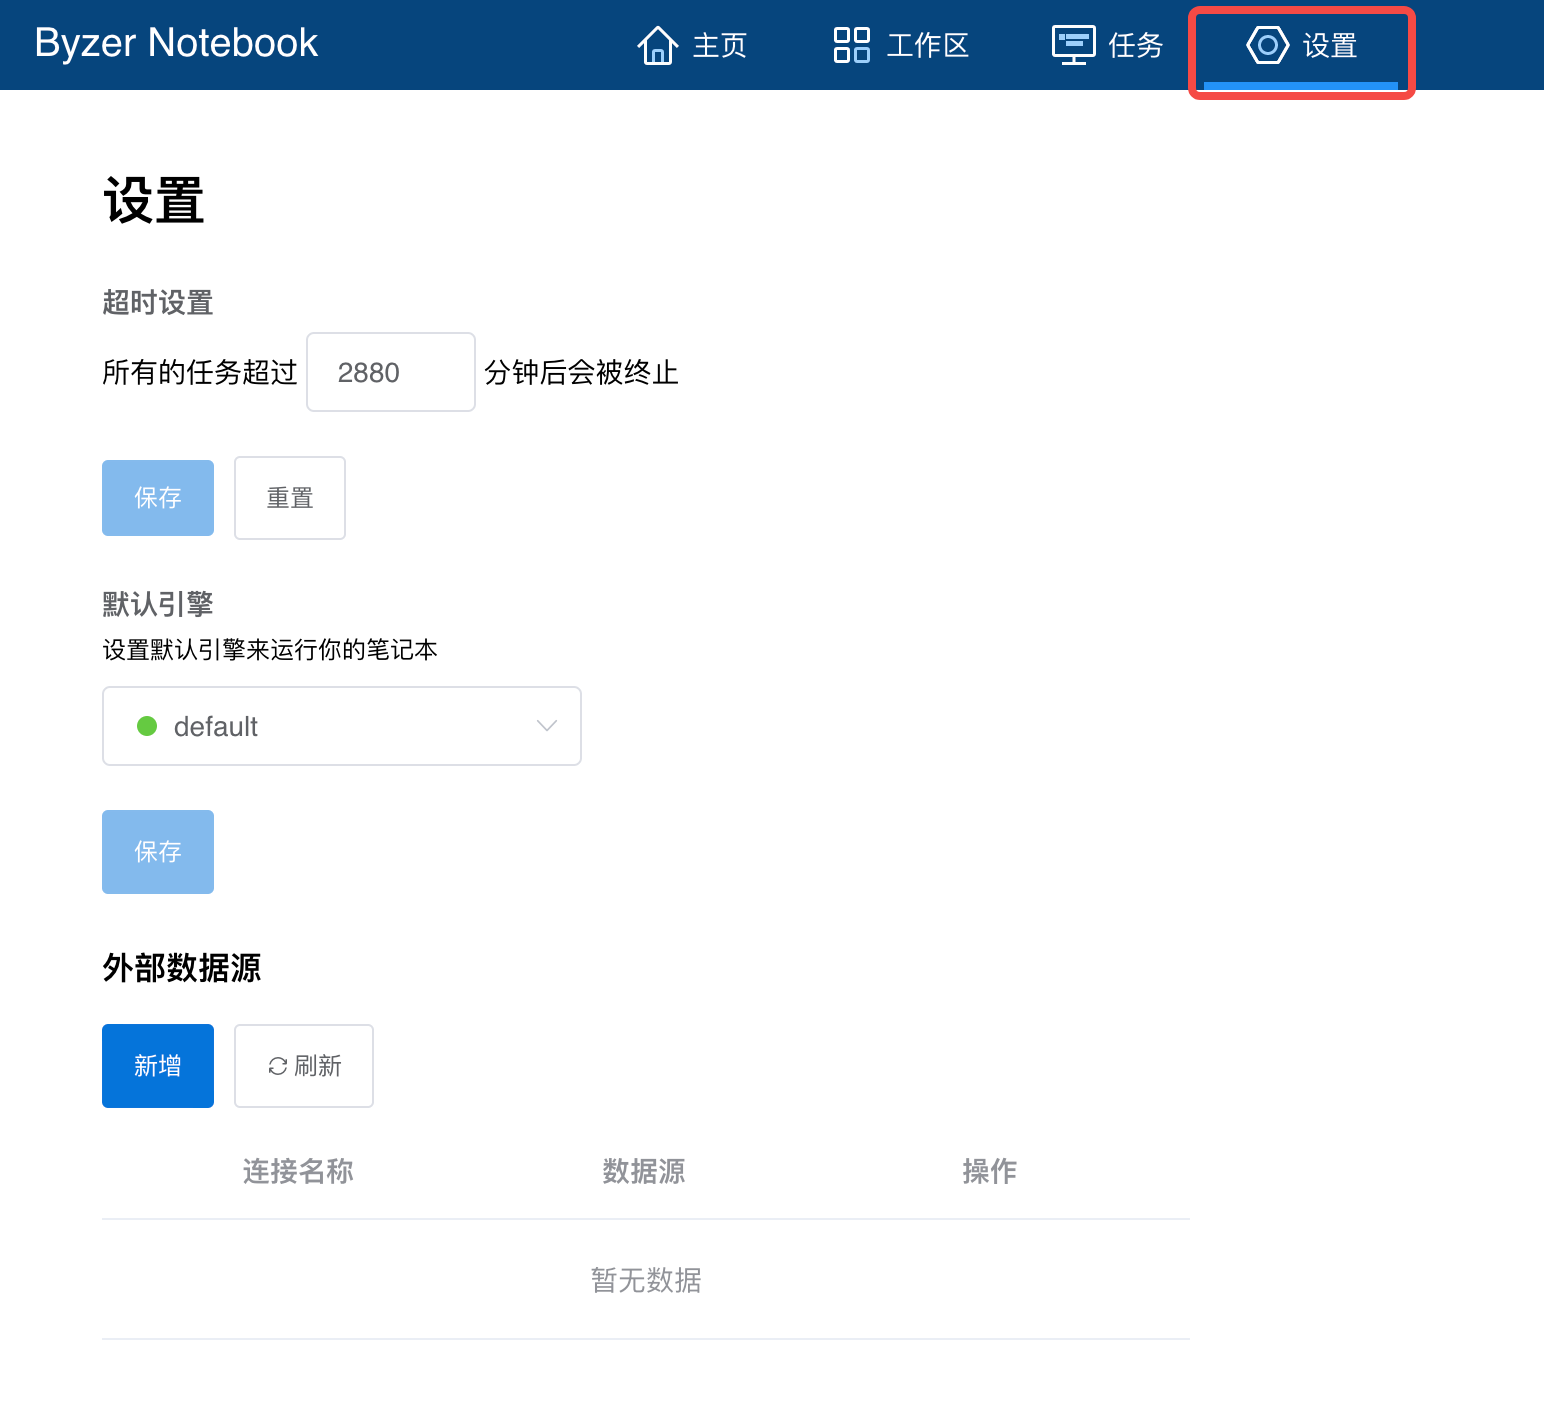 Byzer Notebook 主页 工作区 任务 设置
设置
超时设置
所有的任务超过 2880 分钟后会被终止
保存 重置
默认引擎
设置默认引擎来运行你的笔记本
default
保存
外部数据源
新增 刷新
连接名称 数据源 操作
暂无数据